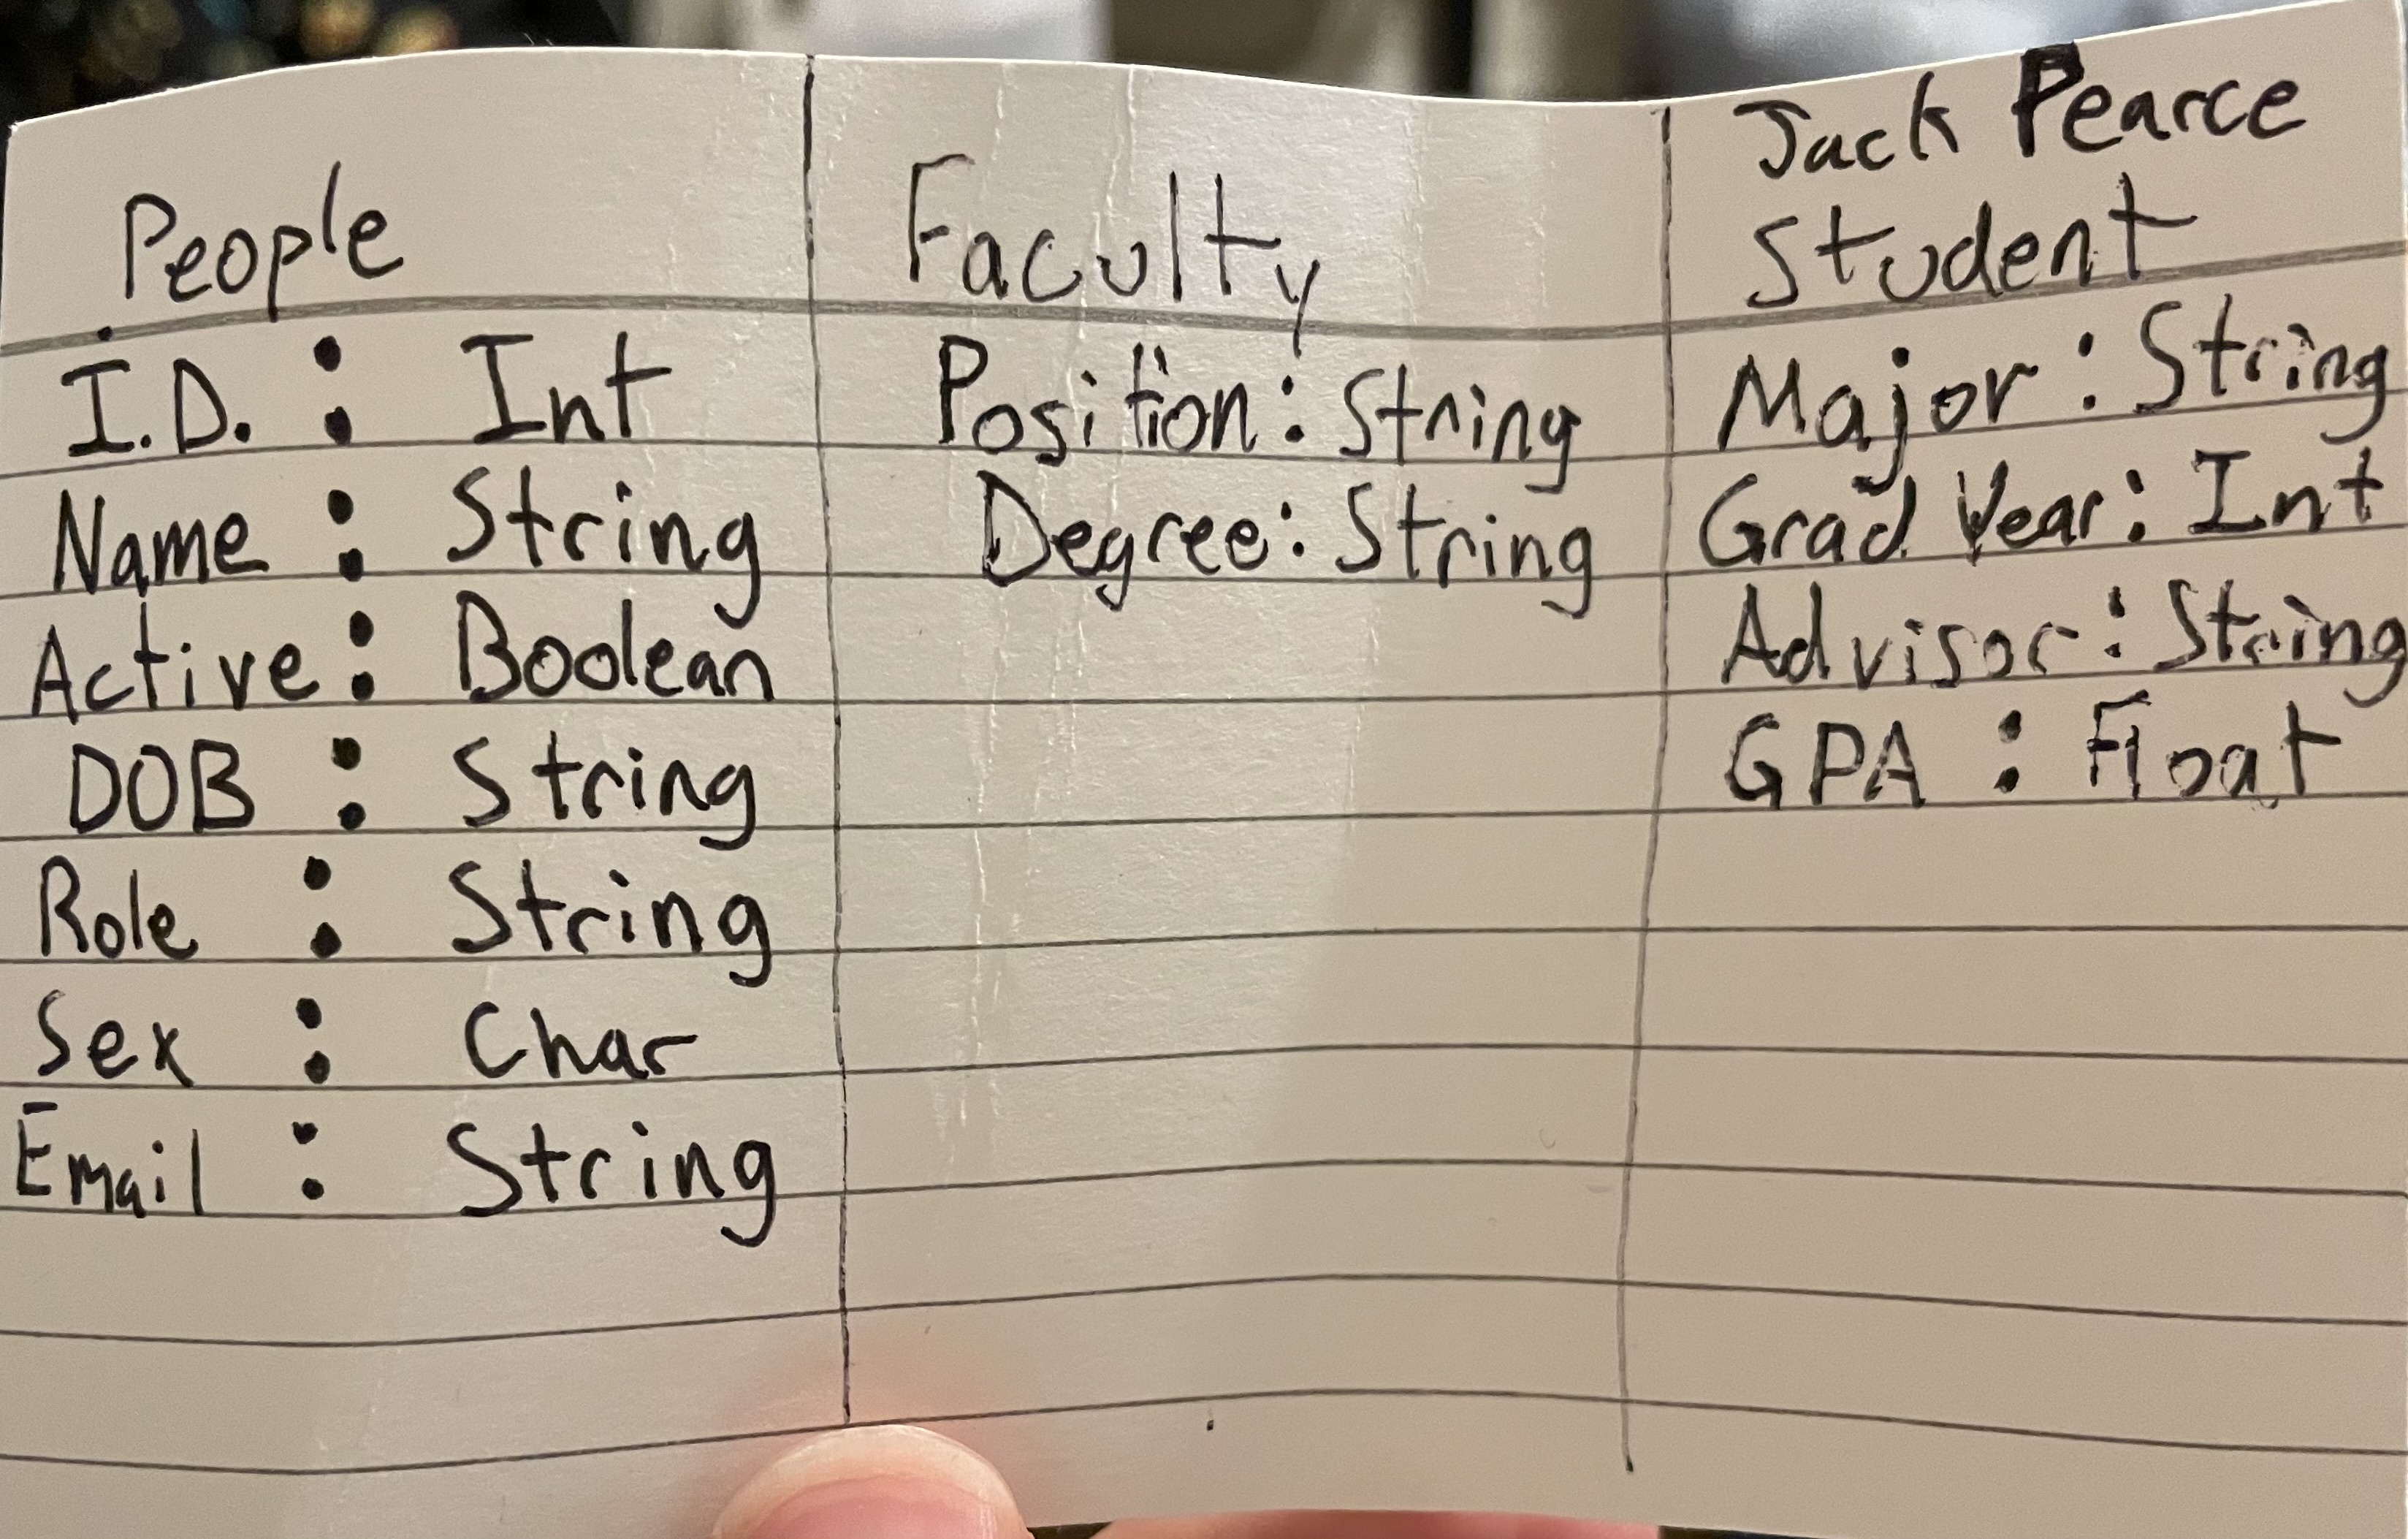 People
I.D. : Int
Name : String
Active : Boolean
DOB : String
Role : String
Sex : Char
Email : String
Faculty
Position : String
Degree : String
Jack Pearce
Student
Major : String
Grad Year : Int
Advisor : String
GPA : Float